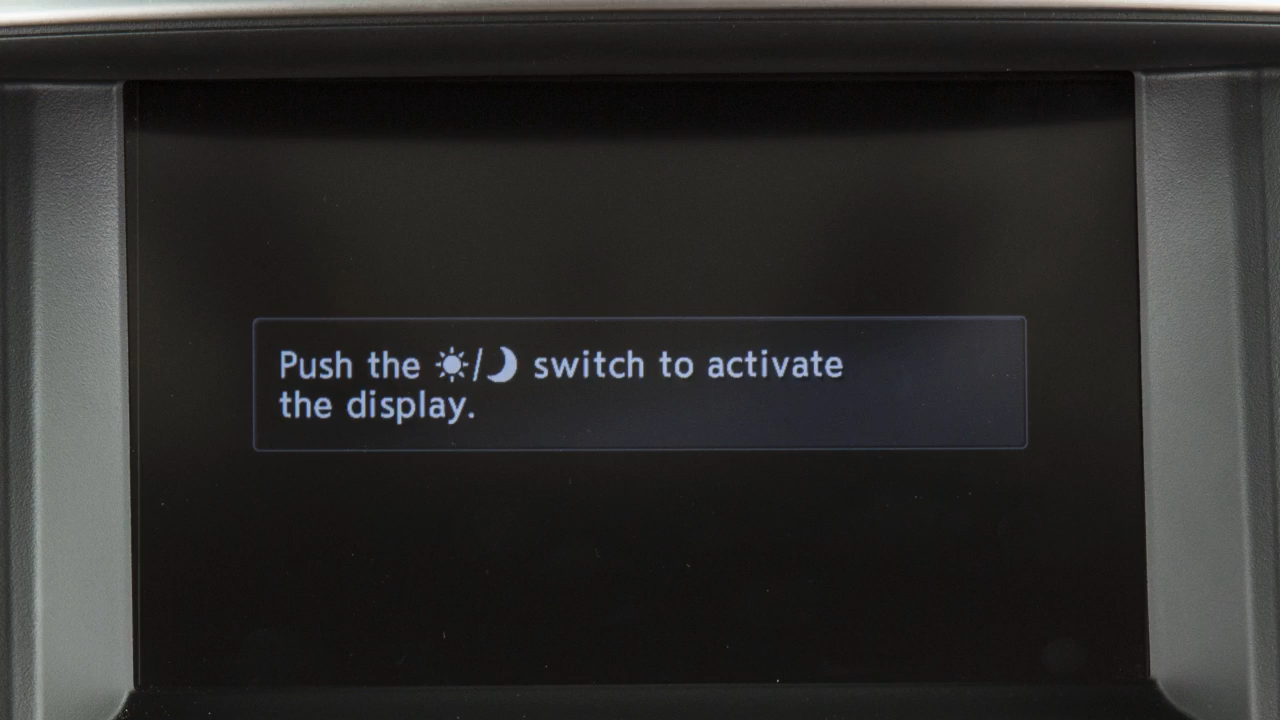 Push the ☀/☽ switch to activate
the display.